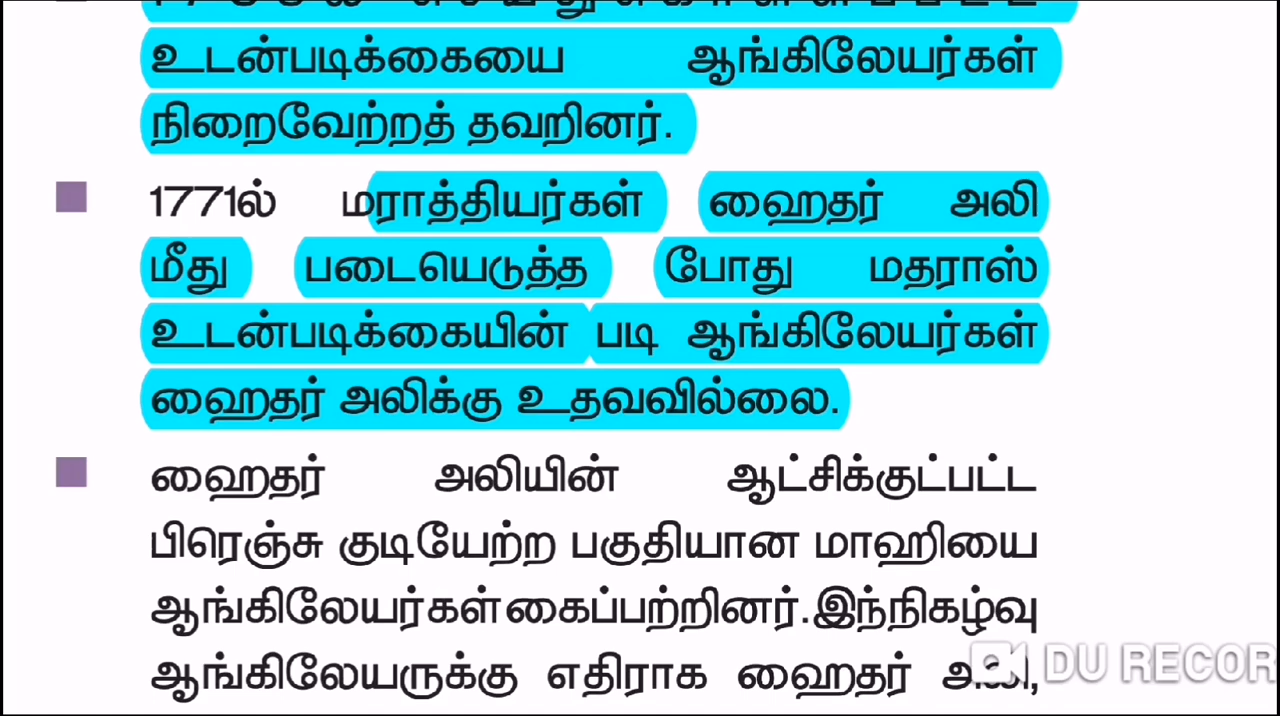 உடன்படிக்கையை ஆங்கிலேயர்கள்
நிறைவேற்றத் தவறினர்.
1771ல் மராத்தியர்கள் ஹைதர் அலி
மீது படையெடுத்த போது மதராஸ்
உடன்படிக்கையின் படி ஆங்கிலேயர்கள்
ஹைதர் அலிக்கு உதவவில்லை.
ஹைதர் அலியின் ஆட்சிக்குட்பட்ட
பிரெஞ்சு குடியேற்ற பகுதியான மாஹியை
ஆங்கிலேயர்கள் கைப்பற்றினர்.இந்நிகழ்வு
ஆங்கிலேயருக்கு எதிராக ஹைதர் அலி,
DU RECOR